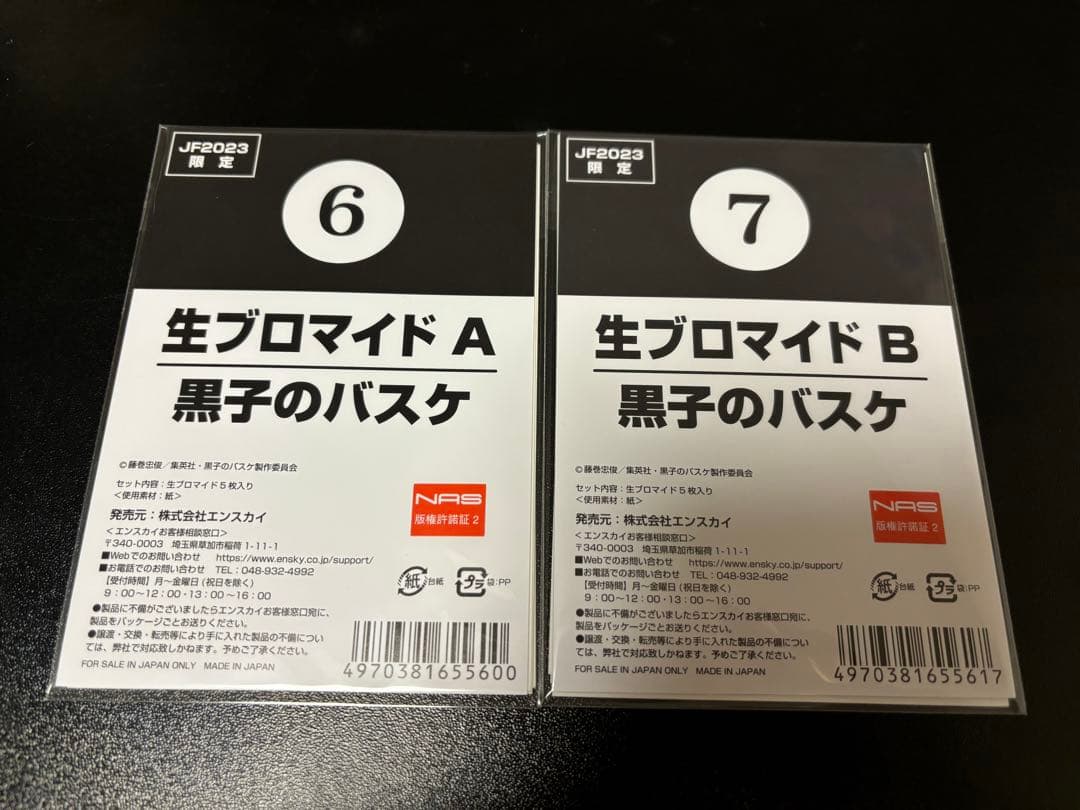 JF2023
限 定
6
生ブロマイド A
黒子のバスケ
©藤巻忠俊／集英社・黒子のバスケ製作委員会
セット内容：生ブロマイド5枚入り
＜使用素材：紙＞
発売元：株式会社エンスカイ
＜エンスカイお客様相談窓口＞
〒340-0003 埼玉県草加市稲荷 1-11-1
■Webでのお問い合わせ https://www.ensky.co.jp/support/
■お電話でのお問い合わせ TEL：048-932-4992
【受付時間】月〜金曜日 (祝日を除く)
9：00〜12：00・13：00〜16：00
●製品に不備がございましたらエンスカイお客様窓口宛に、
製品をパッケージごとお送りください。
●譲渡・交換・転売等により手に入れた製品の不備につい
ては、弊社で対応致しかねます。予めご了承ください。
FOR SALE IN JAPAN ONLY MADE IN JAPAN
NAS
版権許諾証 2
紙 台紙
プラ 袋:PP
4970381655600
JF2023
限 定
7
生ブロマイド B
黒子のバスケ
©藤巻忠俊／集英社・黒子のバスケ製作委員会
セット内容：生ブロマイド5枚入り
＜使用素材：紙＞
発売元：株式会社エンスカイ
＜エンスカイお客様相談窓口＞
〒340-0003 埼玉県草加市稲荷 1-11-1
■Webでのお問い合わせ https://www.ensky.co.jp/support/
■お電話でのお問い合わせ TEL：048-932-4992
【受付時間】月〜金曜日 (祝日を除く)
9：00〜12：00・13：00〜16：00
●製品に不備がございましたらエンスカイお客様窓口宛に、
製品をパッケージごとお送りください。
●譲渡・交換・転売等により手に入れた製品の不備につい
ては、弊社で対応致しかねます。予めご了承ください。
FOR SALE IN JAPAN ONLY MADE IN JAPAN
NAS
版権許諾証 2
紙 台紙
プラ 袋:PP
4970381655617